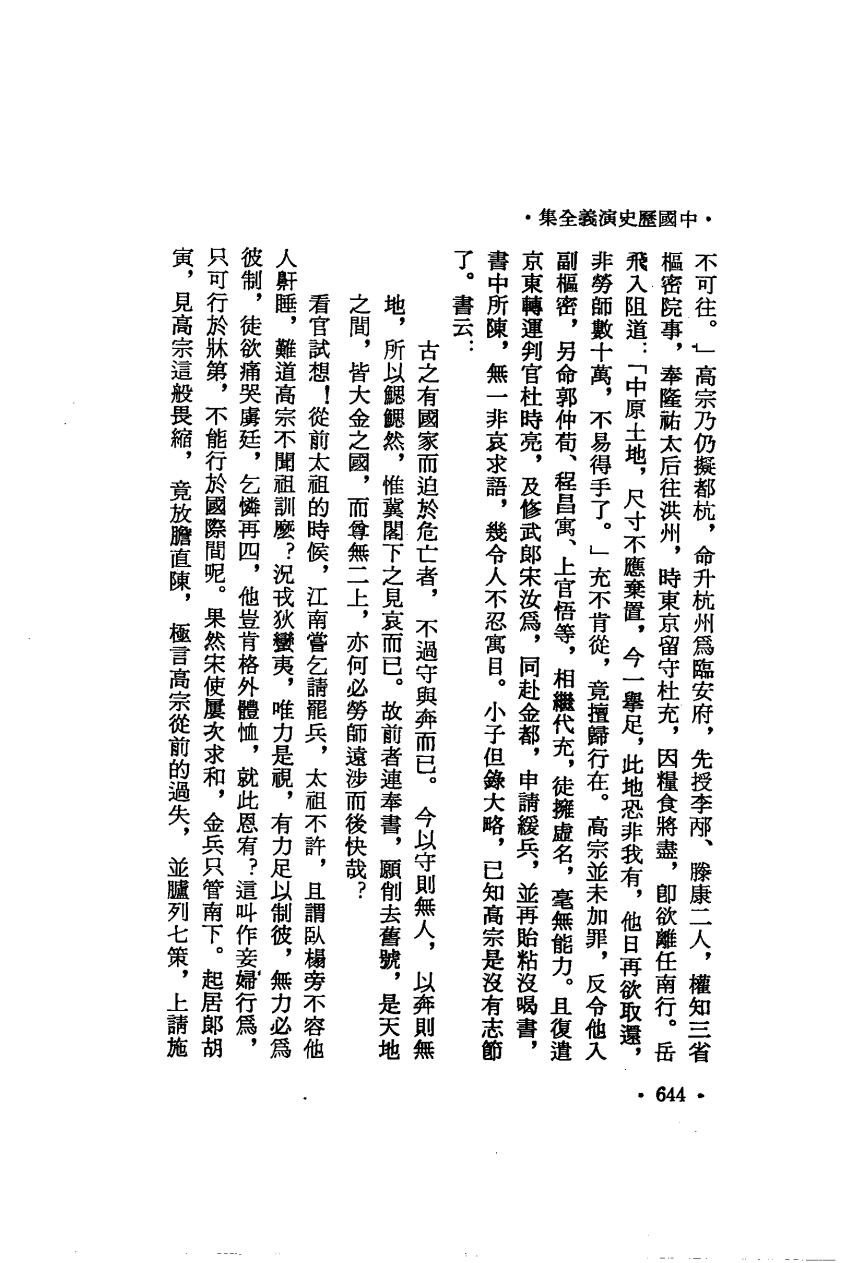 ·中國歷史演義全集·
不可往。」高宗乃仍擬都杭，命升杭州爲臨安府，先授李邴、滕康二人，權知三省
樞密院事，奉隆祐太后往洪州，時東京留守杜充，因糧食將盡，卽欲離任南行。岳
飛入阻道：「中原土地，尺寸不應棄置，今一擧足，此地恐非我有，他日再欲取還，
非勞師數十萬，不易得手了。」充不肯從，竟擅歸行在。高宗並未加罪，反令他入
副樞密，另命郭仲荀、程昌寓、上官悟等，相繼代充，徒擁虛名，毫無能力。且復遣
京東轉運判官杜時亮，及修武郎宋汝爲，同赴金都，申請緩兵，並再貽粘沒喝書，
書中所陳，無一非哀求語，幾令人不忍寓目。小子但錄大略，已知高宗是沒有志節
了。書云：
古之有國家而迫於危亡者，不過守與奔而已。今以守則無人，以奔則無
地，所以鰓鰓然，惟冀閣下之見哀而已。故前者連奉書，願削去舊號，是天地
之間，皆大金之國，而尊無二上，亦何必勞師遠涉而後快哉？
看官試想！從前太祖的時候，江南嘗乞請罷兵，太祖不許，且謂臥榻旁不容他
人鼾睡，難道高宗不聞祖訓麼？況戎狄蠻夷，唯力是視，有力足以制彼，無力必爲
彼制，徒欲痛哭虜廷，乞憐再四，他豈肯格外體恤，就此恩宥？這叫作妾婦行爲，
只可行於牀第，不能行於國際間呢。果然宋使屢次求和，金兵只管南下。起居郎胡
寅，見高宗這般畏縮，竟放膽直陳，極言高宗從前的過失，並臚列七策，上請施
·644·